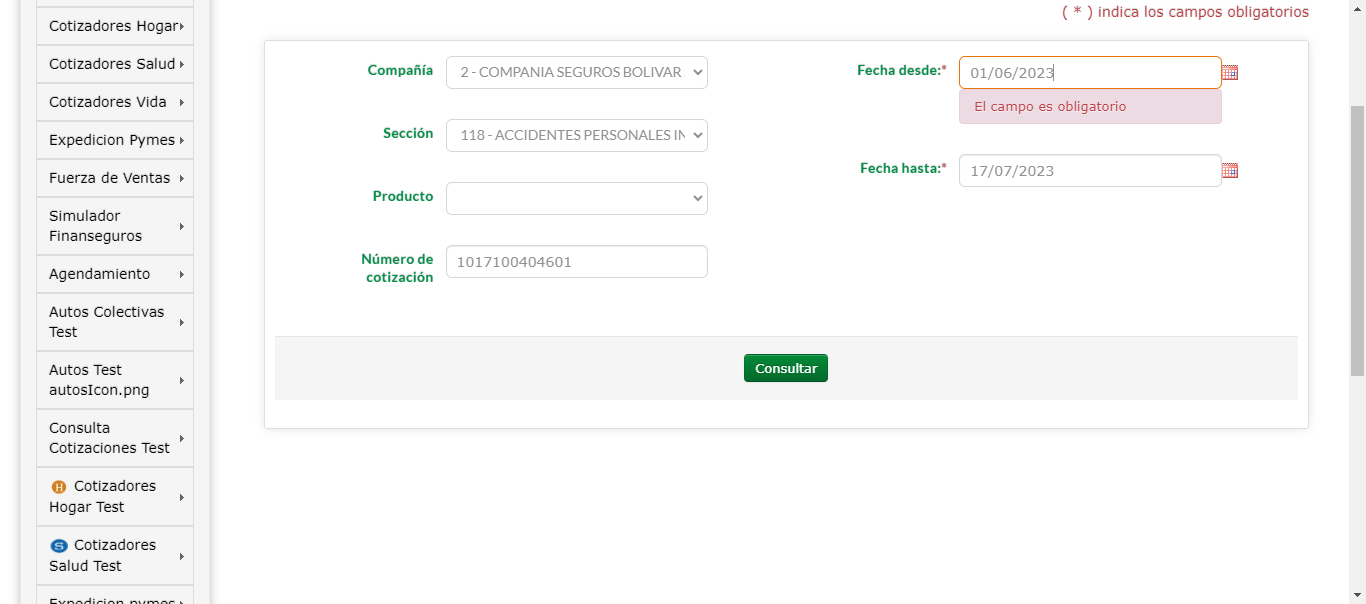 Cotizadores Hogar
Cotizadores Salud
Cotizadores Vida
Expedicion Pymes
Fuerza de Ventas
Simulador
Finanseguros
Agendamiento
Autos Colectivas
Test
Autos Test
autosIcon.png
Consulta
Cotizaciones Test
H Cotizadores
Hogar Test
S Cotizadores
Salud Test
Expedicion pymes
( * ) indica los campos obligatorios
Compañía
2 - COMPANIA SEGUROS BOLIVAR
Fecha desde:*
01/06/2023
El campo es obligatorio
Sección
118 - ACCIDENTES PERSONALES IN
Fecha hasta:*
17/07/2023
Producto
Número de
cotización
1017100404601
Consultar